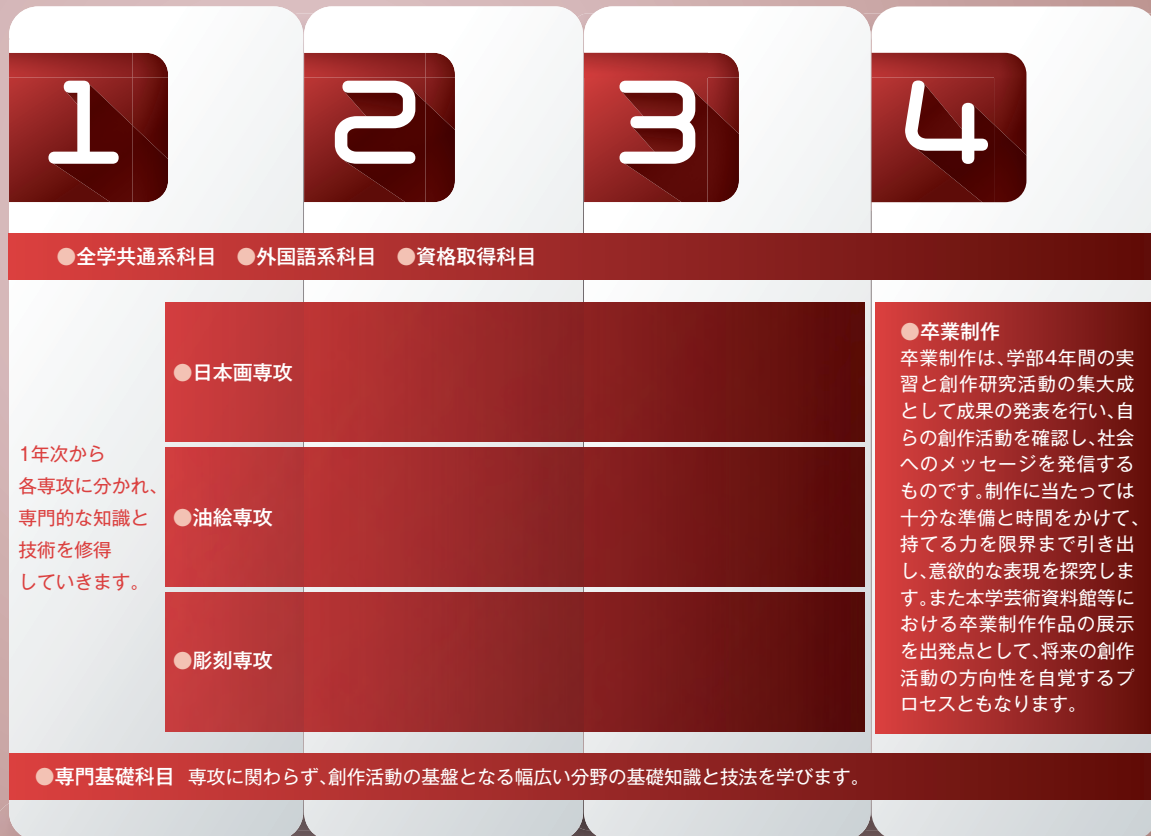 1
2
3
4
●全学共通系科目 ●外国語系科目 ●資格取得科目
1年次から
各専攻に分かれ、
専門的な知識と
技術を修得
していきます。
●日本画専攻
●油絵専攻
●彫刻専攻
●卒業制作
卒業制作は、学部4年間の実
習と創作研究活動の集大成
として成果の発表を行い、自
らの創作活動を確認し、社会
へのメッセージを発信する
ものです。制作に当たっては
十分な準備と時間をかけて、
持てる力を限界まで引き出
し、意欲的な表現を探究しま
す。また本学芸術資料館等に
おける卒業制作作品の展示
を出発点として、将来の創作
活動の方向性を自覚するプ
ロセスともなります。
●専門基礎科目 専攻に関わらず、創作活動の基盤となる幅広い分野の基礎知識と技法を学びます。